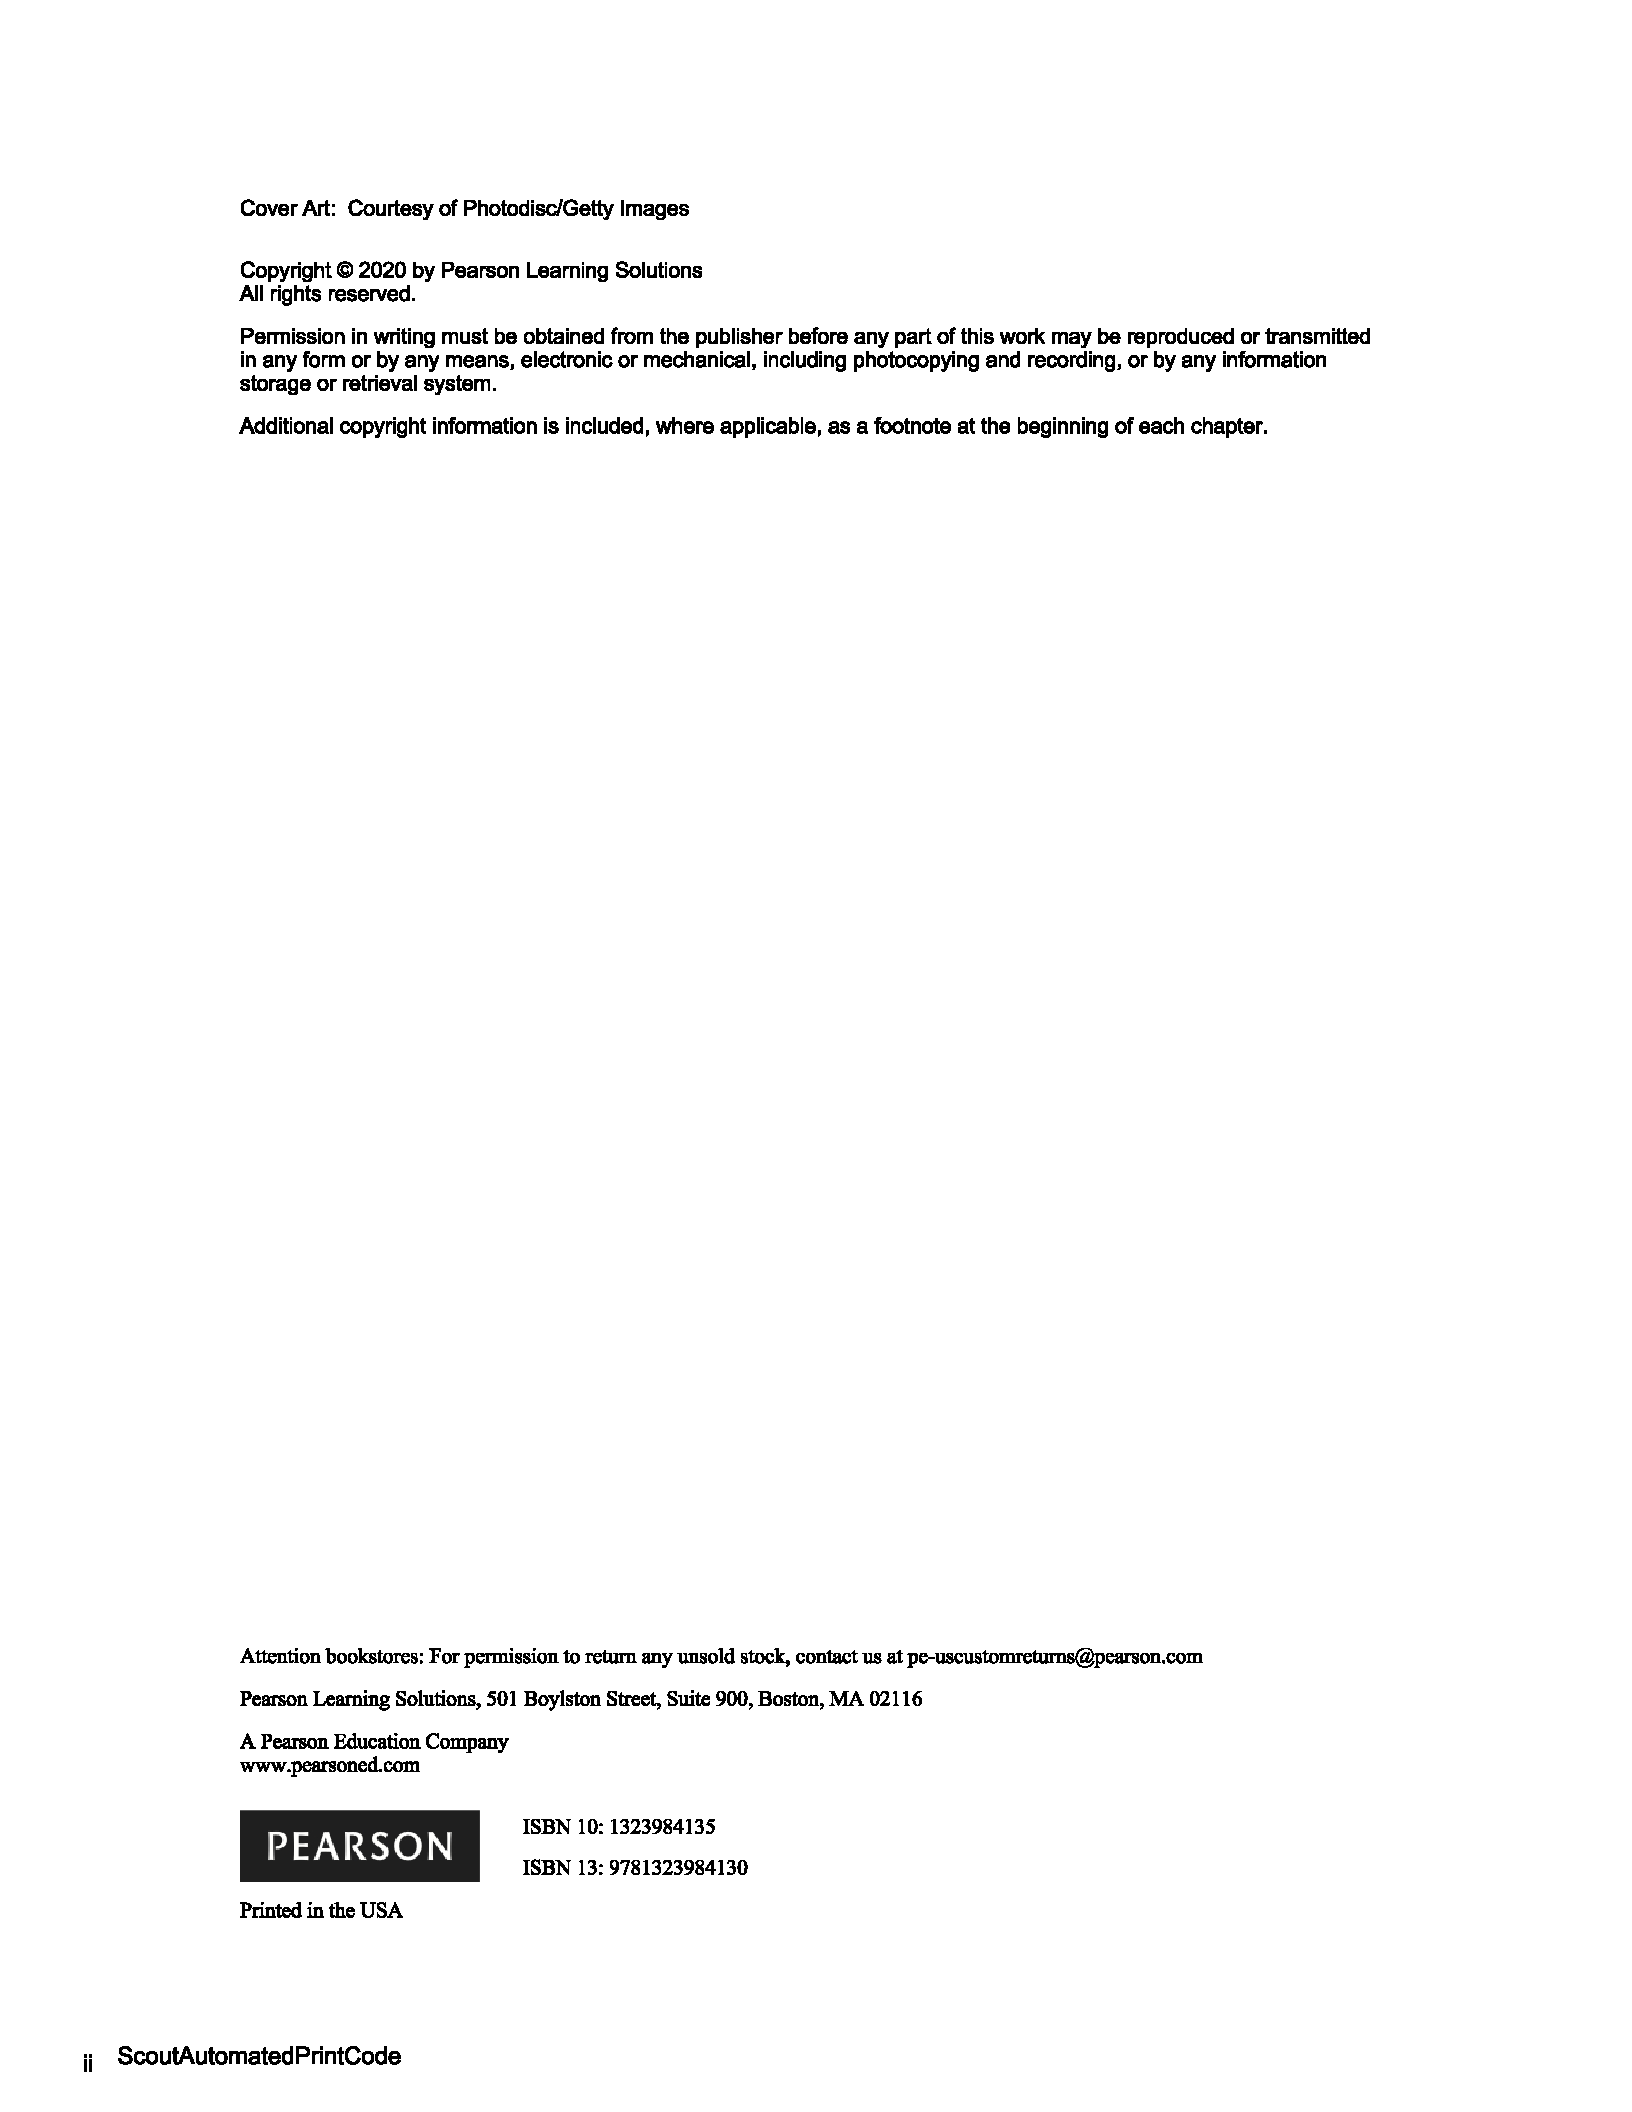 Cover Art:  Courtesy of Photodisc/Getty Images
Copyright © 2020 by Pearson Learning Solutions
All rights reserved.
Permission in writing must be obtained from the publisher before any part of this work may be reproduced or transmitted
in any form or by any means, electronic or mechanical, including photocopying and recording, or by any information
storage or retrieval system.
Additional copyright information is included, where applicable, as a footnote at the beginning of each chapter.
Attention bookstores: For permission to return any unsold stock, contact us at pe-uscustomreturns@pearson.com
Pearson Learning Solutions, 501 Boylston Street, Suite 900, Boston, MA 02116
A Pearson Education Company
www.pearsoned.com
PEARSON
ISBN 10: 1323984135
ISBN 13: 9781323984130
Printed in the USA
ii ScoutAutomatedPrintCode